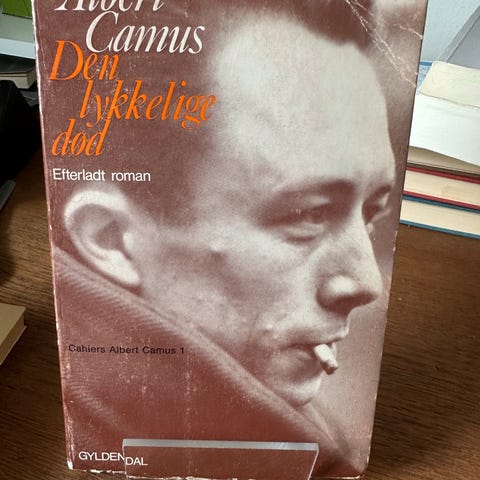 Albert
Camus
Den
lykkelige
død
Efterladt roman
Cahiers Albert Camus 1
GYLDENDAL